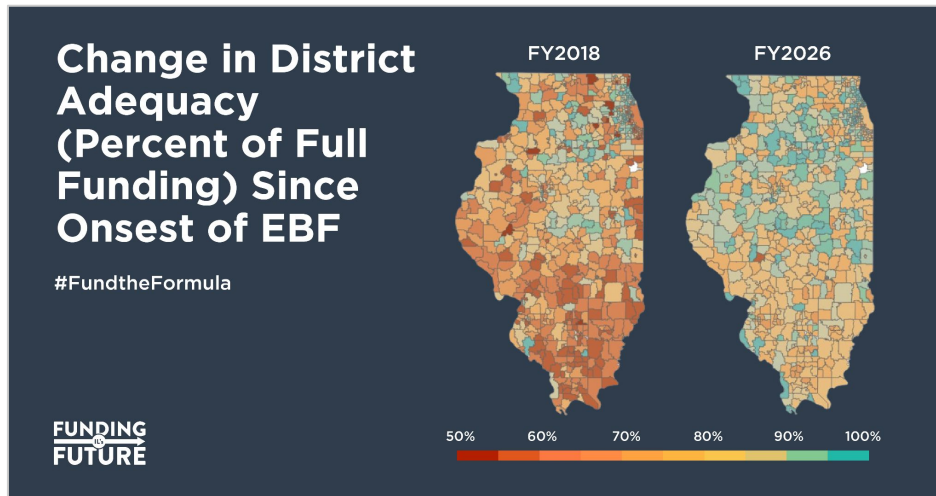 Change in District
Adequacy
(Percent of Full
Funding) Since
Onsest of EBF
#FundtheFormula
FUNDING
IL's
FUTURE
FY2018
FY2026
50% 60% 70% 80% 90% 100%